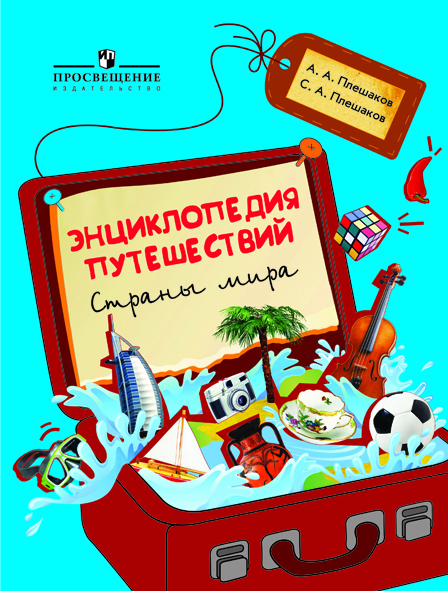 ПРОСВЕЩЕНИЕ
ИЗДАТЕЛЬСТВО
А. А. Плешаков
С. А. Плешаков
ЭНЦИКЛОПЕДИЯ
ПУТЕШЕСТВИЙ
Страны мира